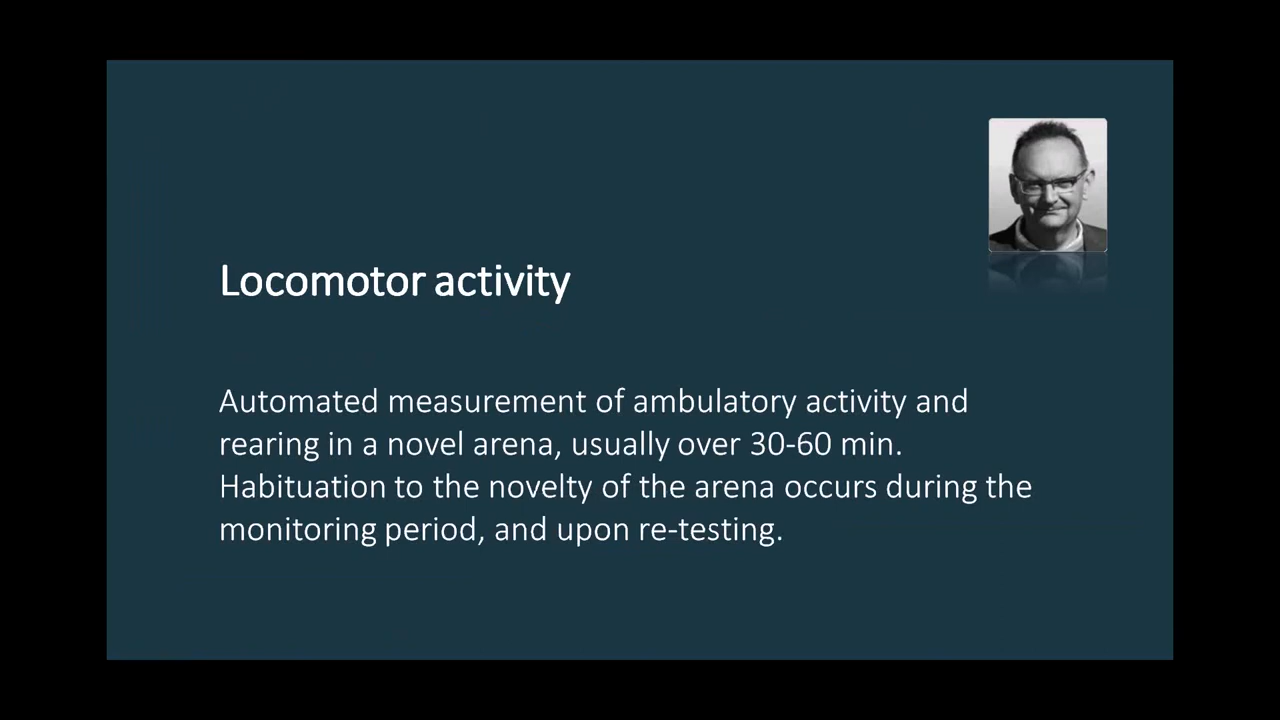 Locomotor activity
Automated measurement of ambulatory activity and
rearing in a novel arena, usually over 30-60 min.
Habituation to the novelty of the arena occurs during the
monitoring period, and upon re-testing.